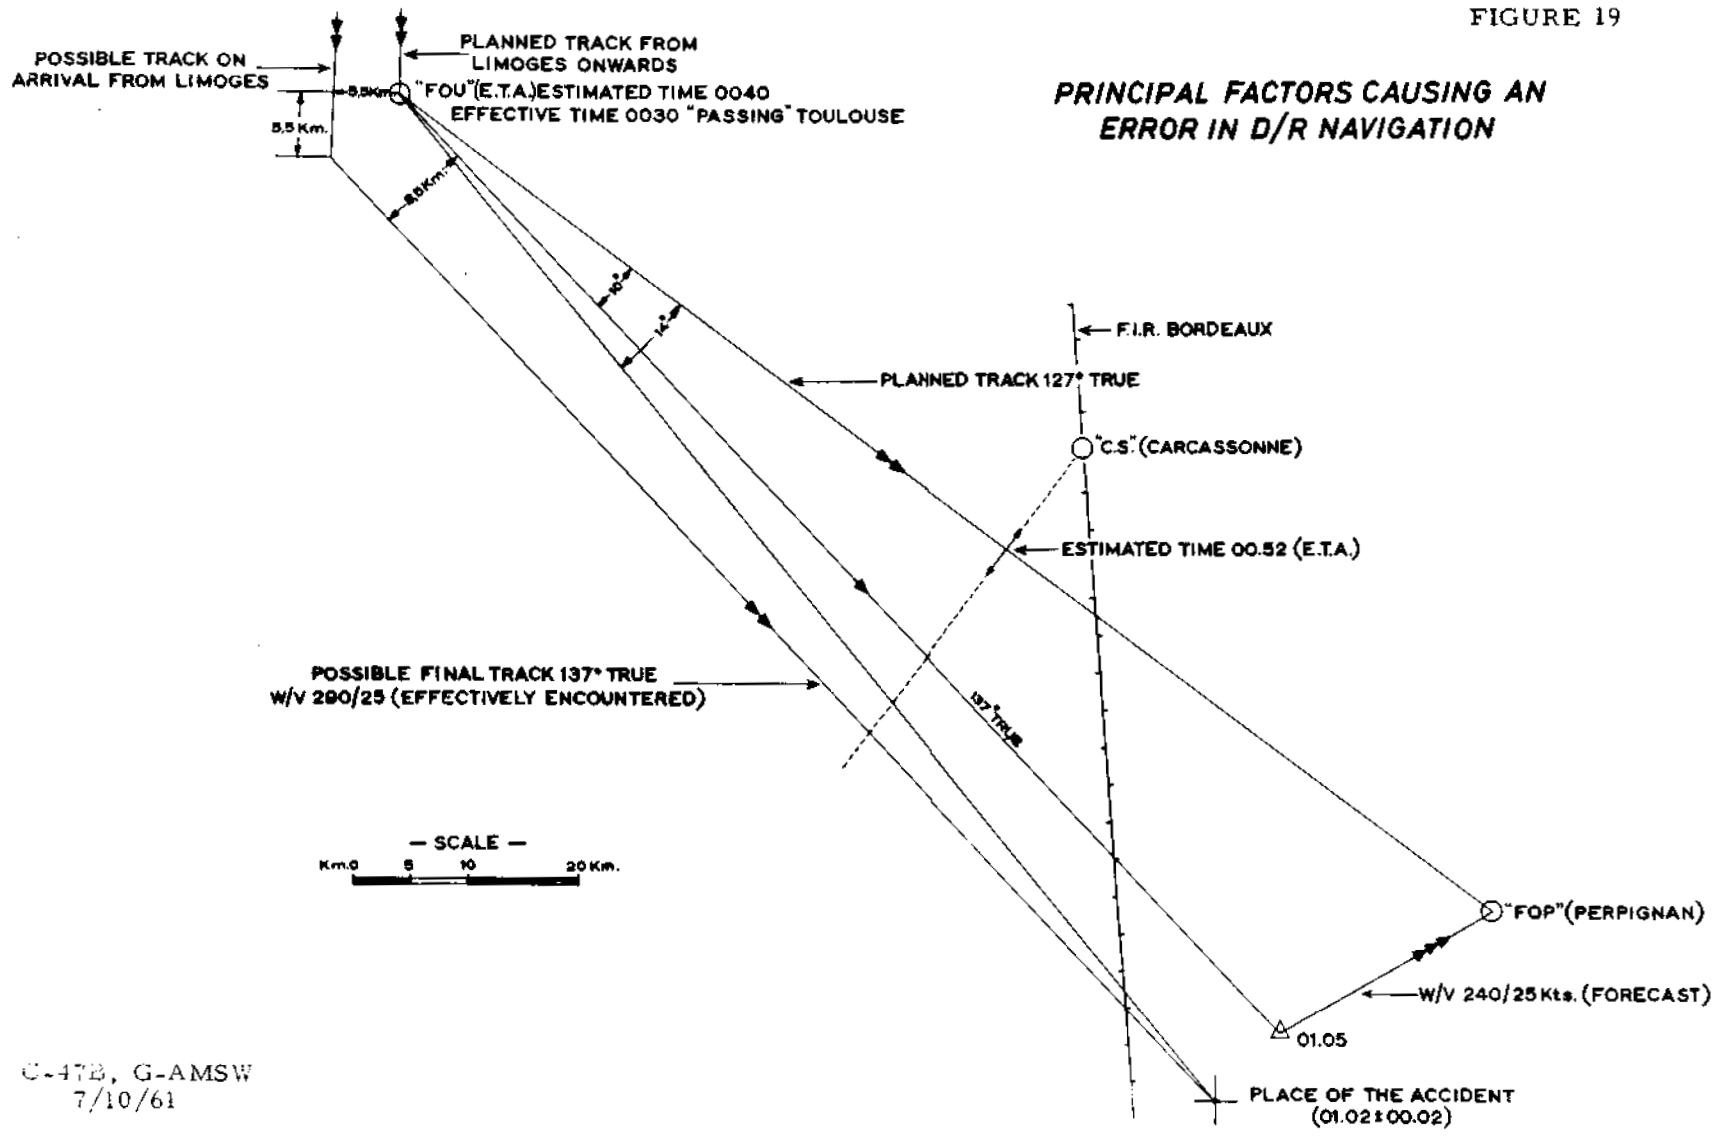 FIGURE 19
PRINCIPAL FACTORS CAUSING AN
ERROR IN D/R NAVIGATION
POSSIBLE TRACK ON
ARRIVAL FROM LIMOGES
PLANNED TRACK FROM
LIMOGES ONWARDS
5,5Km
"FOU"(E.T.A.)ESTIMATED TIME 0040
EFFECTIVE TIME 0030 "PASSING" TOULOUSE
5,5 Km.
Km.
10°
14°
F.I.R. BORDEAUX
PLANNED TRACK 127° TRUE
"C.S." (CARCASSONNE)
ESTIMATED TIME 00.52 (E.T.A.)
POSSIBLE FINAL TRACK 137° TRUE
W/V 290/25 (EFFECTIVELY ENCOUNTERED)
137° TRUE
— SCALE —
Km.0 5 10 20 Km.
"FOP" (PERPIGNAN)
W/V 240/25 Kts. (FORECAST)
01.05
PLACE OF THE ACCIDENT
(01.02±00.02)
C-47B, G-AMSW
7/10/61